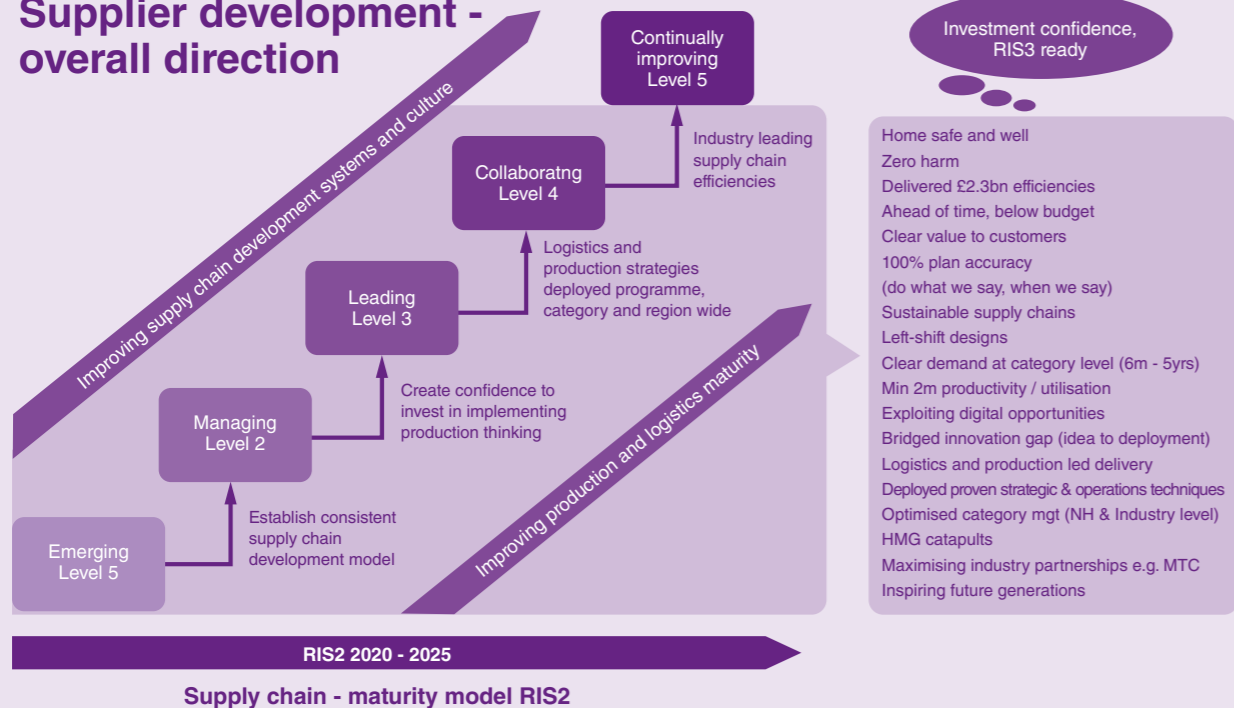 Supplier development -
overall direction
Improving supply chain development systems and culture
Continually
improving
Level 5
Industry leading
supply chain
efficiencies
Collaboratng
Level 4
Logistics and
production strategies
deployed programme,
category and region wide
Leading
Level 3
Create confidence to
invest in implementing
production thinking
Managing
Level 2
Establish consistent
supply chain
development model
Emerging
Level 5
Improving production and logistics maturity
RIS2 2020 - 2025
Supply chain - maturity model RIS2
Investment confidence,
RIS3 ready
Home safe and well
Zero harm
Delivered £2.3bn efficiencies
Ahead of time, below budget
Clear value to customers
100% plan accuracy
(do what we say, when we say)
Sustainable supply chains
Left-shift designs
Clear demand at category level (6m - 5yrs)
Min 2m productivity / utilisation
Exploiting digital opportunities
Bridged innovation gap (idea to deployment)
Logistics and production led delivery
Deployed proven strategic & operations techniques
Optimised category mgt (NH & Industry level)
HMG catapults
Maximising industry partnerships e.g. MTC
Inspiring future generations